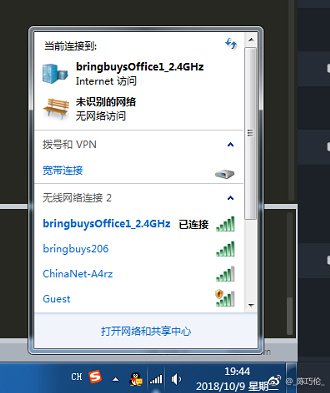 当前连接到:
bringbuysOffice1_2.4GHz
Internet 访问
未识别的网络
无网络访问
拨号和 VPN
宽带连接
无线网络连接 2
bringbuysOffice1_2.4GHz 已连接
bringbuys206
ChinaNet-A4rz
Guest
打开网络和共享中心
CH
19:44
2018/10/9 星期二
@_陈巧伦_